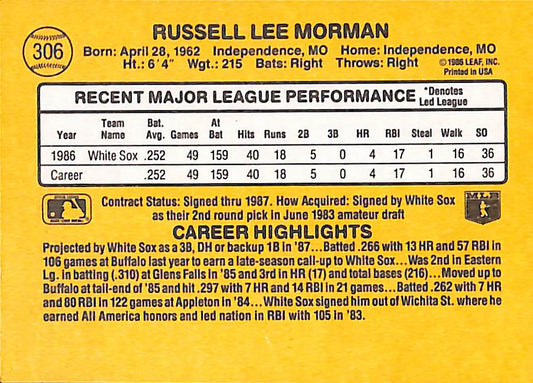 306
RUSSELL LEE MORMAN
Born: April 28, 1962 Independence, MO Home: Independence, MO
Ht.: 6'4" Wgt.: 215 Bats: Right Throws: Right
© 1986 LEAF, INC.
Printed in USA
RECENT MAJOR LEAGUE PERFORMANCE *Denotes Led League
Year Team Name Bat. Avg. Games At Bat Hits Runs 2B 3B HR RBI Steal Walk SO
1986 White Sox .252 49 159 40 18 5 0 4 17 1 16 36
Career .252 49 159 40 18 5 0 4 17 1 16 36
Contract Status: Signed thru 1987. How Acquired: Signed by White Sox
as their 2nd round pick in June 1983 amateur draft
MLB
CAREER HIGHLIGHTS
Projected by White Sox as a 3B, DH or backup 1B in '87...Batted .266 with 13 HR and 57 RBI in
106 games at Buffalo last year to earn a late-season call-up to White Sox...Was 2nd in Eastern
Lg. in batting (.310) at Glens Falls in '85 and 3rd in HR (17) and total bases (216)...Moved up to
Buffalo at tail-end of '85 and hit .297 with 7 HR and 14 RBI in 21 games...Batted .262 with 7 HR
and 80 RBI in 122 games at Appleton in '84...White Sox signed him out of Wichita St. where he
earned All America honors and led nation in RBI with 105 in '83.